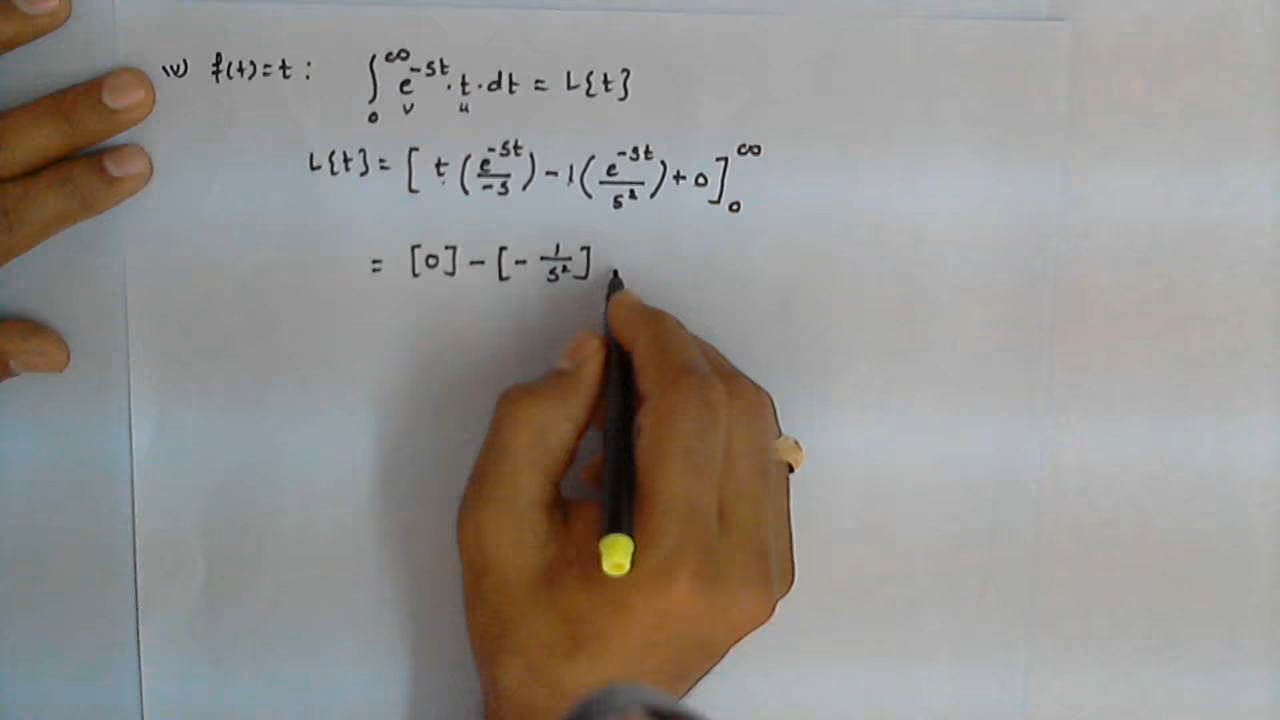 iv) f(t)=t : ∫₀^∞ e^{-st} · t · dt = L{t}
v u
L{t} = [ t ( e^{-st} / -s ) - 1 ( e^{-st} / s² ) + 0 ]₀^∞
= [0] - [ - 1/s² ]